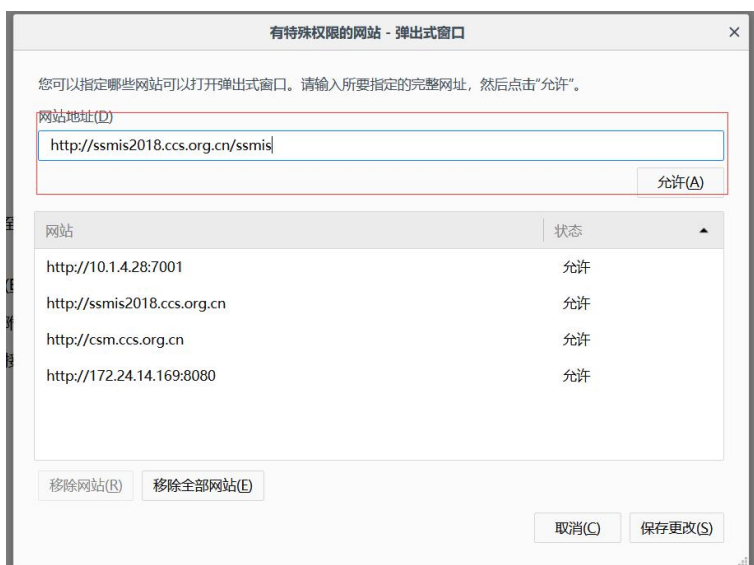 有特殊权限的网站 - 弹出式窗口
您可以指定哪些网站可以打开弹出式窗口。请输入所要指定的完整网址，然后点击“允许”。
网站地址(D)
http://ssmis2018.ccs.org.cn/ssmis
允许(A)
网站 状态
http://10.1.4.28:7001 允许
http://ssmis2018.ccs.org.cn 允许
http://csm.ccs.org.cn 允许
http://172.24.14.169:8080 允许
移除网站(R) 移除全部网站(E)
取消(C) 保存更改(S)